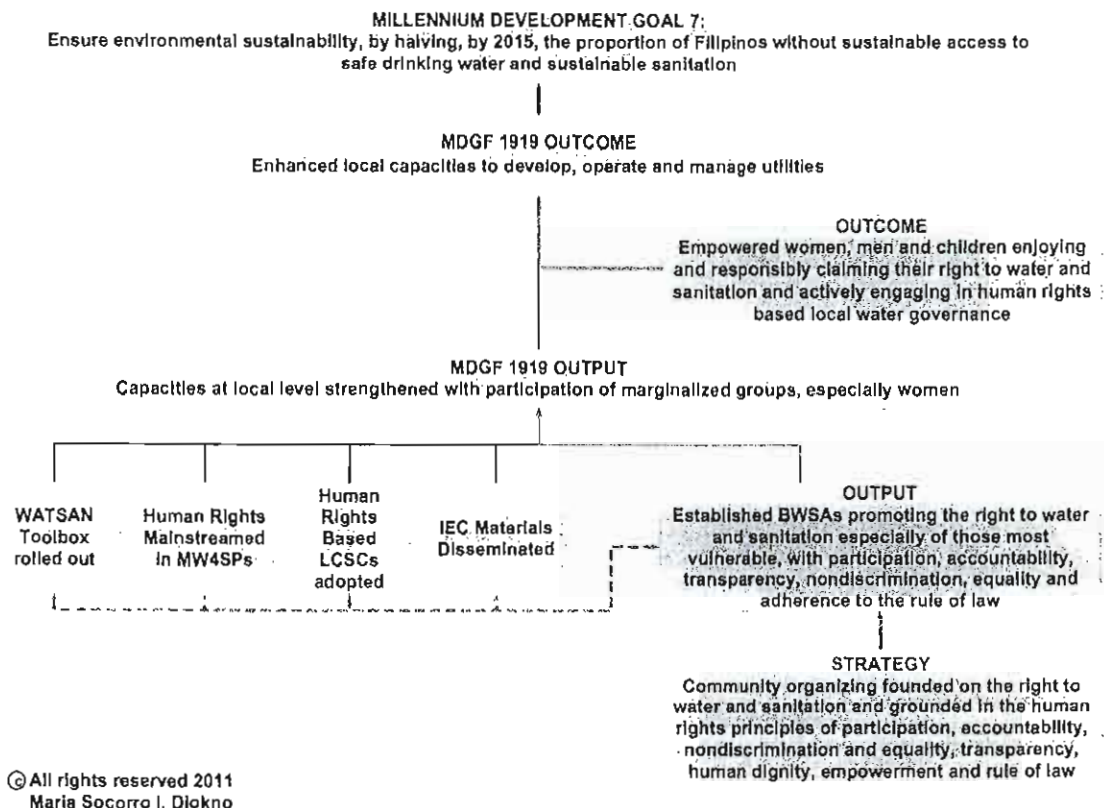 MILLENNIUM DEVELOPMENT GOAL 7:
Ensure environmental sustainability, by halving, by 2015, the proportion of Filipinos without sustainable access to
safe drinking water and sustainable sanitation
MDGF 1919 OUTCOME
Enhanced local capacities to develop, operate and manage utilities
OUTCOME
Empowered women, men and children enjoying
and responsibly claiming their right to water and
sanitation and actively engaging in human rights
based local water governance
MDGF 1919 OUTPUT
Capacities at local level strengthened with participation of marginalized groups, especially women
WATSAN
Toolbox
rolled out
Human Rights
Mainstreamed
in MW4SPs
Human
Rights
Based
LCSCs
adopted
IEC Materials
Disseminated
OUTPUT
Established BWSAs promoting the right to water
and sanitation especially of those most
vulnerable, with participation, accountability,
transparency, nondiscrimination, equality and
adherence to the rule of law
STRATEGY
Community organizing founded on the right to
water and sanitation and grounded in the human
rights principles of participation, accountability,
nondiscrimination and equality, transparency,
human dignity, empowerment and rule of law
© All rights reserved 2011
Maria Socorro I. Diokno